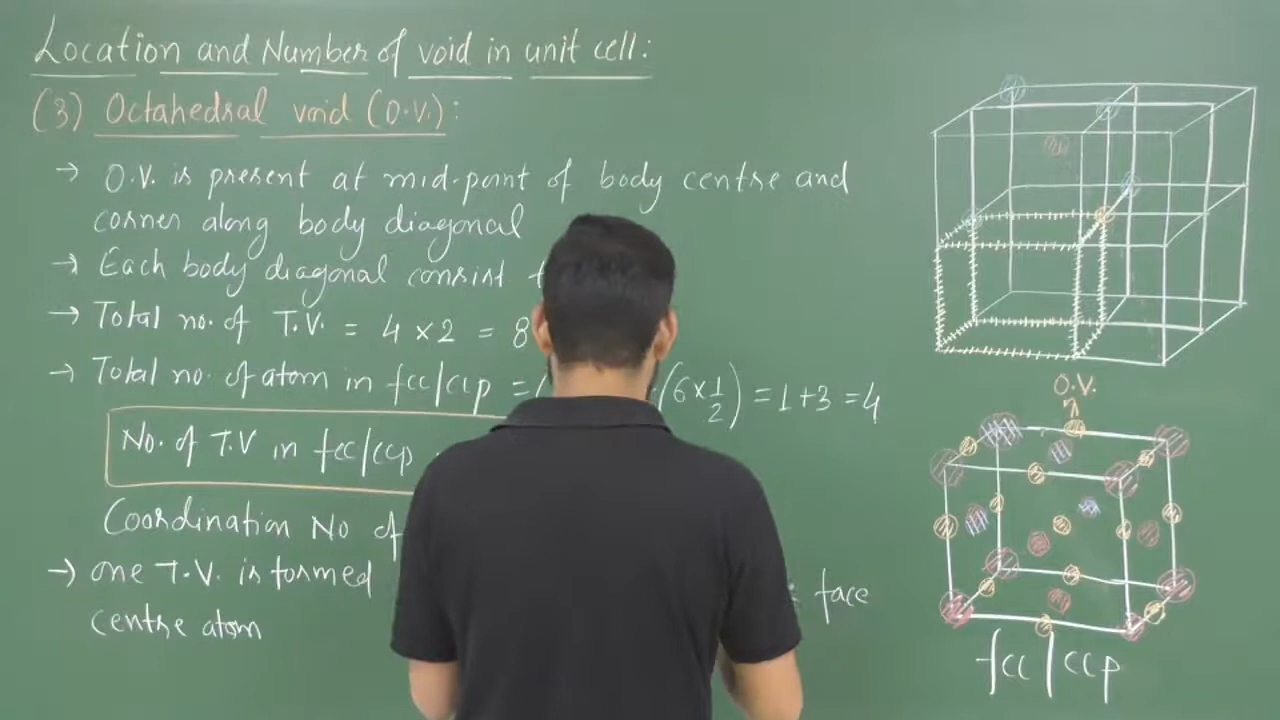 Location and Number of void in unit cell:
(3) Octahedral void (O.V.):
→ O.V. is present at mid-point of body centre and
corner along body diagonal
→ Each body diagonal consist
→ Total no. of T.V. = 4 × 2 = 8
→ Total no. of atom in fcc/ccp = (6 × 1/2) = 1 + 3 = 4
No. of T.V in fcc/ccp
Coordination No of
→ one T.V. is formed face
centre atom
O.V.
fcc | ccp